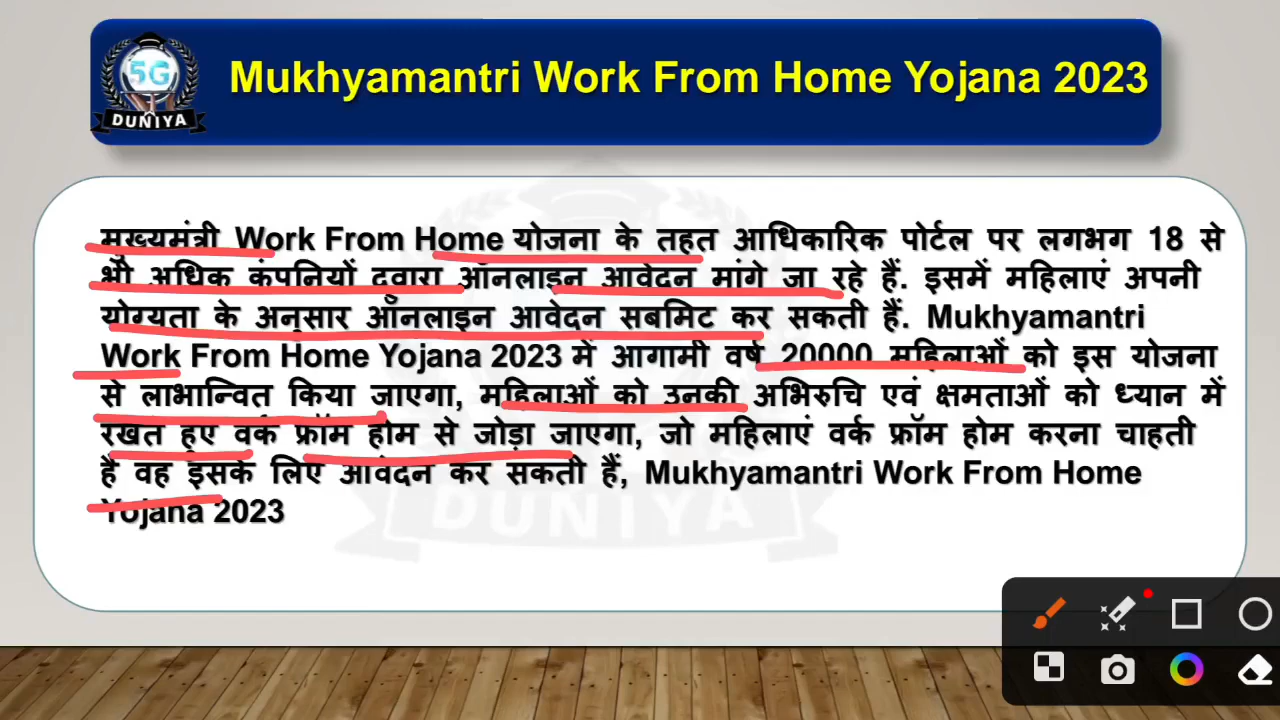 5G
DUNIYA
Mukhyamantri Work From Home Yojana 2023
मुख्यमंत्री Work From Home योजना के तहत आधिकारिक पोर्टल पर लगभग 18 से
भी अधिक कंपनियों द्वारा ऑनलाइन आवेदन मांगे जा रहे हैं. इसमें महिलाएं अपनी
योग्यता के अनुसार ऑनलाइन आवेदन सबमिट कर सकती हैं. Mukhyamantri
Work From Home Yojana 2023 में आगामी वर्ष 20000 महिलाओं को इस योजना
से लाभान्वित किया जाएगा, महिलाओं को उनकी अभिरुचि एवं क्षमताओं को ध्यान में
रखते हुए वर्क फ्रॉम होम से जोड़ा जाएगा, जो महिलाएं वर्क फ्रॉम होम करना चाहती
है वह इसके लिए आवेदन कर सकती हैं, Mukhyamantri Work From Home
Yojana 2023
DUNIYA